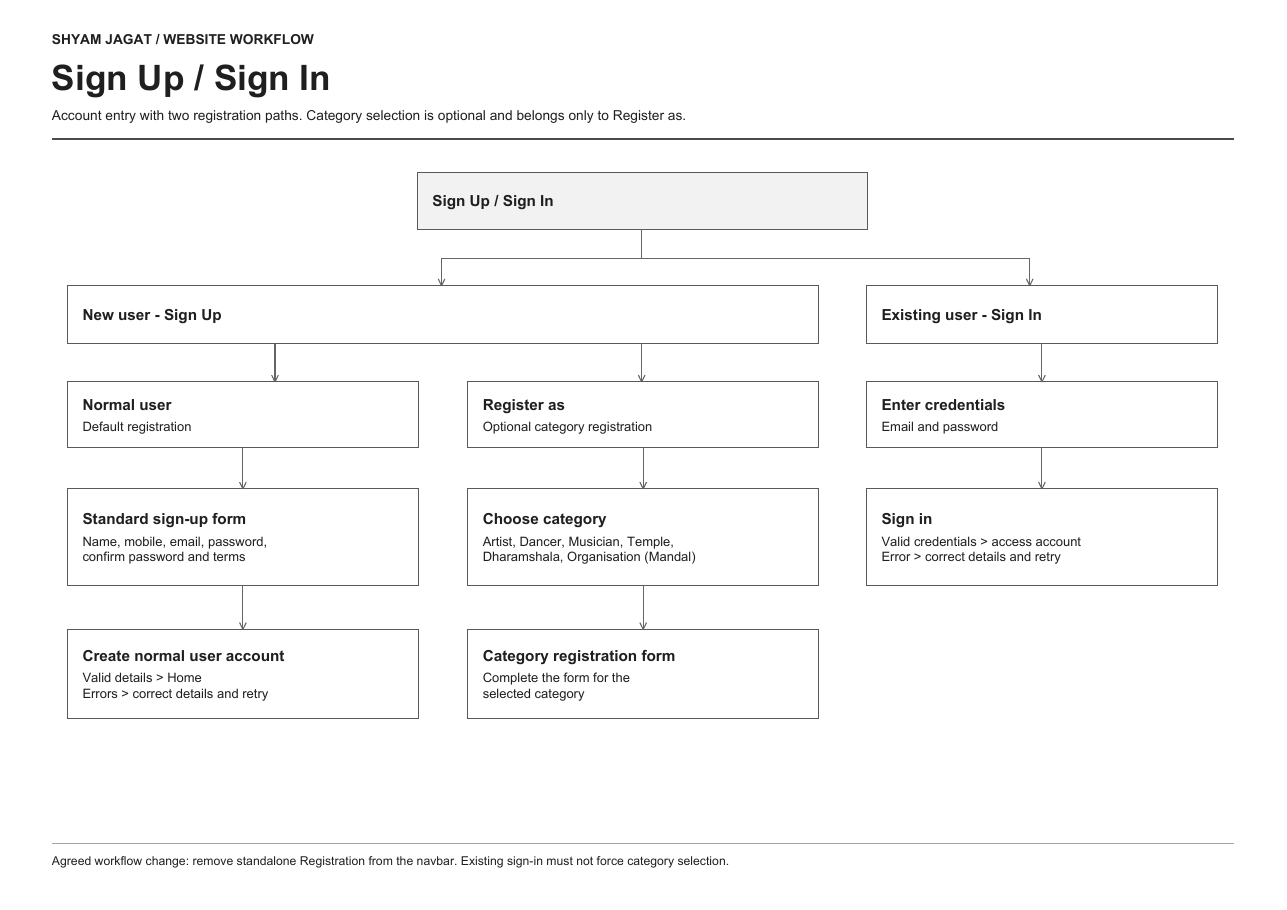 SHYAM JAGAT / WEBSITE WORKFLOW
Sign Up / Sign In
Account entry with two registration paths. Category selection is optional and belongs only to Register as.
Sign Up / Sign In
New user - Sign Up
Existing user - Sign In
Normal user
Default registration
Register as
Optional category registration
Enter credentials
Email and password
Standard sign-up form
Name, mobile, email, password,
confirm password and terms
Choose category
Artist, Dancer, Musician, Temple,
Dharamshala, Organisation (Mandal)
Sign in
Valid credentials > access account
Error > correct details and retry
Create normal user account
Valid details > Home
Errors > correct details and retry
Category registration form
Complete the form for the
selected category
Agreed workflow change: remove standalone Registration from the navbar. Existing sign-in must not force category selection.